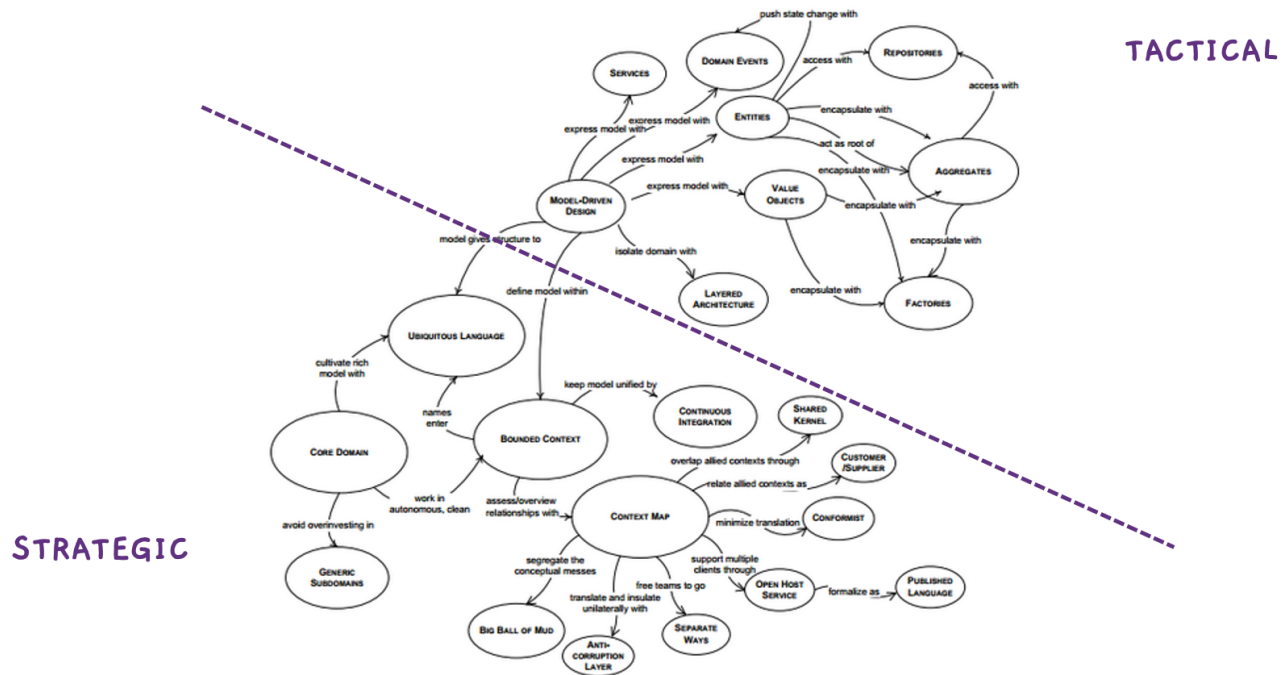 push state change with
TACTICAL
DOMAIN EVENTS
REPOSITORIES
access with
SERVICES
access with
encapsulate with
ENTITIES
express model with
express model with
act as root of
express model with
encapsulate with
AGGREGATES
express model with
VALUE
OBJECTS
encapsulate with
MODEL-DRIVEN
DESIGN
model gives structure to
isolate domain with
encapsulate with
define model within
encapsulate with
LAYERED
ARCHITECTURE
FACTORIES
UBIQUITOUS LANGUAGE
cultivate rich
model with
keep model unified by
names
enter
CONTINUOUS
INTEGRATION
SHARED
KERNEL
CORE DOMAIN
BOUNDED CONTEXT
overlap allied contexts through
CUSTOMER
/SUPPLIER
relate allied contexts as
work in
autonomous, clean
assess/overview
relationships with
CONTEXT MAP
minimize translation
CONFORMIST
avoid overinvesting in
STRATEGIC
segregate the
conceptual messes
support multiple
clients through
GENERIC
SUBDOMAINS
free teams to go
OPEN HOST
SERVICE
formalize as
PUBLISHED
LANGUAGE
translate and insulate
unilaterally with
BIG BALL OF MUD
SEPARATE
WAYS
ANTI-
CORRUPTION
LAYER